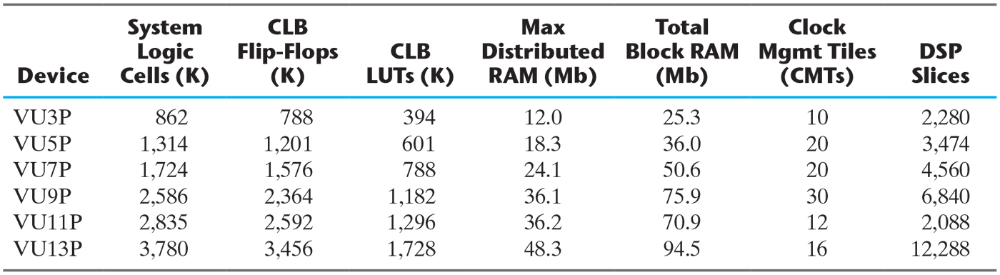 System CLB Max Total Clock
Logic Flip-Flops CLB Distributed Block RAM Mgmt Tiles DSP
Device Cells (K) (K) LUTs (K) RAM (Mb) (Mb) (CMTs) Slices
VU3P 862 788 394 12.0 25.3 10 2,280
VU5P 1,314 1,201 601 18.3 36.0 20 3,474
VU7P 1,724 1,576 788 24.1 50.6 20 4,560
VU9P 2,586 2,364 1,182 36.1 75.9 30 6,840
VU11P 2,835 2,592 1,296 36.2 70.9 12 2,088
VU13P 3,780 3,456 1,728 48.3 94.5 16 12,288